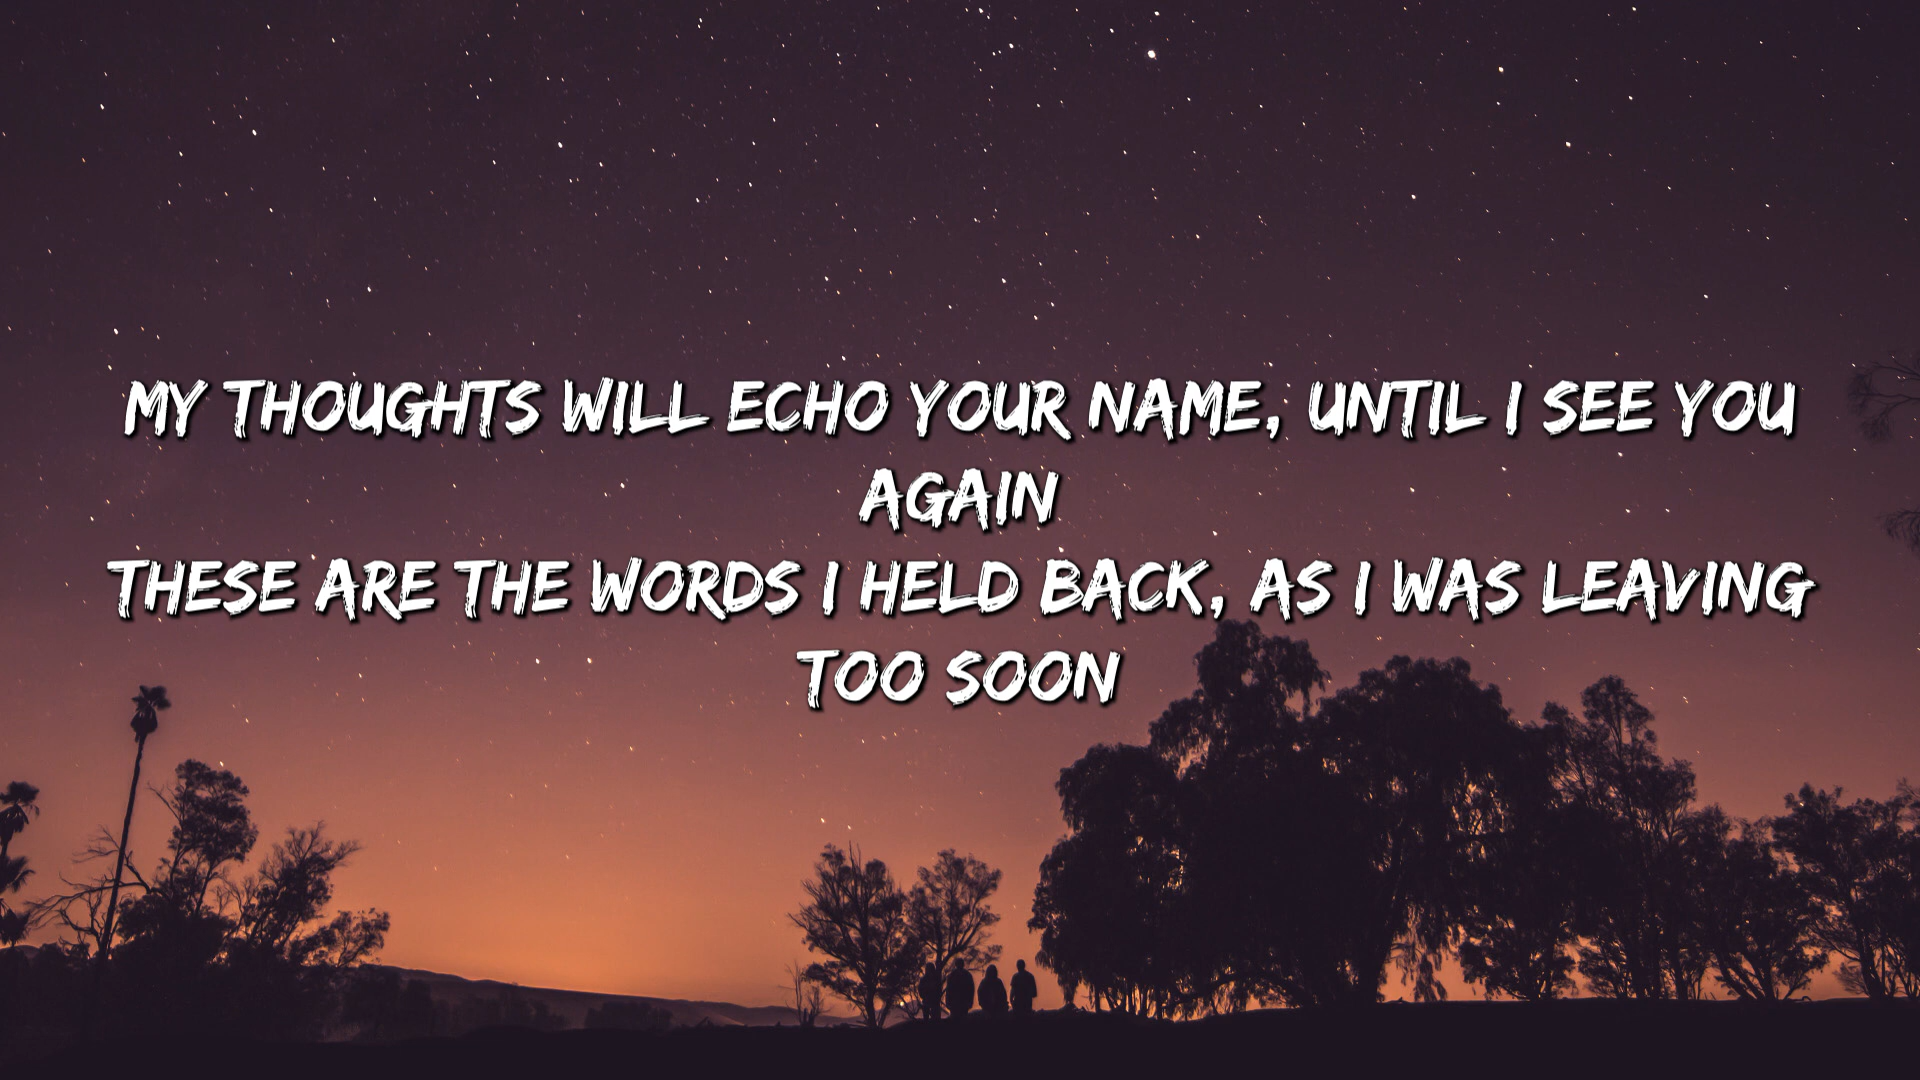 MY THOUGHTS WILL ECHO YOUR NAME, UNTIL I SEE YOU
AGAIN
THESE ARE THE WORDS I HELD BACK, AS I WAS LEAVING
TOO SOON